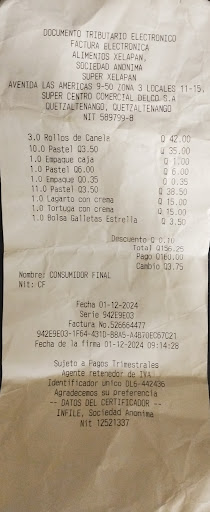 DOCUMENTO TRIBUTARIO ELECTRONICO
FACTURA ELECTRONICA
ALIMENTOS XELAPAN,
SOCIEDAD ANONIMA
SUPER XELAPAN
AVENIDA LAS AMERICAS 9-50 ZONA 3 LOCALES 11-15,
SUPER CENTRO COMERCIAL DELCO S.A
QUETZALTENANGO, QUETZALTENANGO
NIT 589799-8
3.0 Rollos de Canela Q 42.00
10.0 Pastel Q3.50 Q 35.00
1.0 Empaque caja Q 1.00
1.0 Pastel Q6.00 Q 6.00
1.0 Empaque 00.35 Q 0.35
11.0 Pastel Q3.50 Q 38.50
1.0 Lagarto con crema Q 15.00
1.0 Tortuga con crema Q 15.00
1.0 Bolsa Galletas Estrella Q 3.50
Descuento Q 0.10
Total Q156.25
Pago Q160.00
Cambio Q3.75
Nombre: CONSUMIDOR FINAL
Nit: CF
Fecha 01-12-2024
Serie 942E9E03
Factura No.526664477
942E9E03-1F64-431D-B8A5-A4B70EC67C21
Fecha de la firma 01-12-2024 09:14:28
Sujeto a Pagos Trimestrales
Agente retenedor de IVA
Identificador unico OL6-442436
Agradecemos su preferencia
-- DATOS DEL CERTIFICADOR --
INFILE, Sociedad Anonima
Nit 12521337